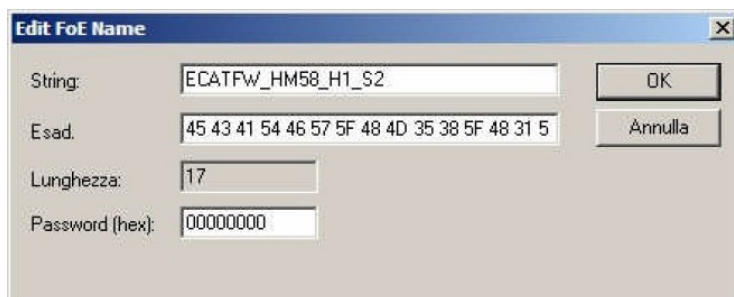 Edit FoE Name
String: ECATFW_HM58_H1_S2 OK
Esad. 45 43 41 54 46 57 5F 48 4D 35 38 5F 48 31 5 Annulla
Lunghezza: 17
Password (hex): 00000000